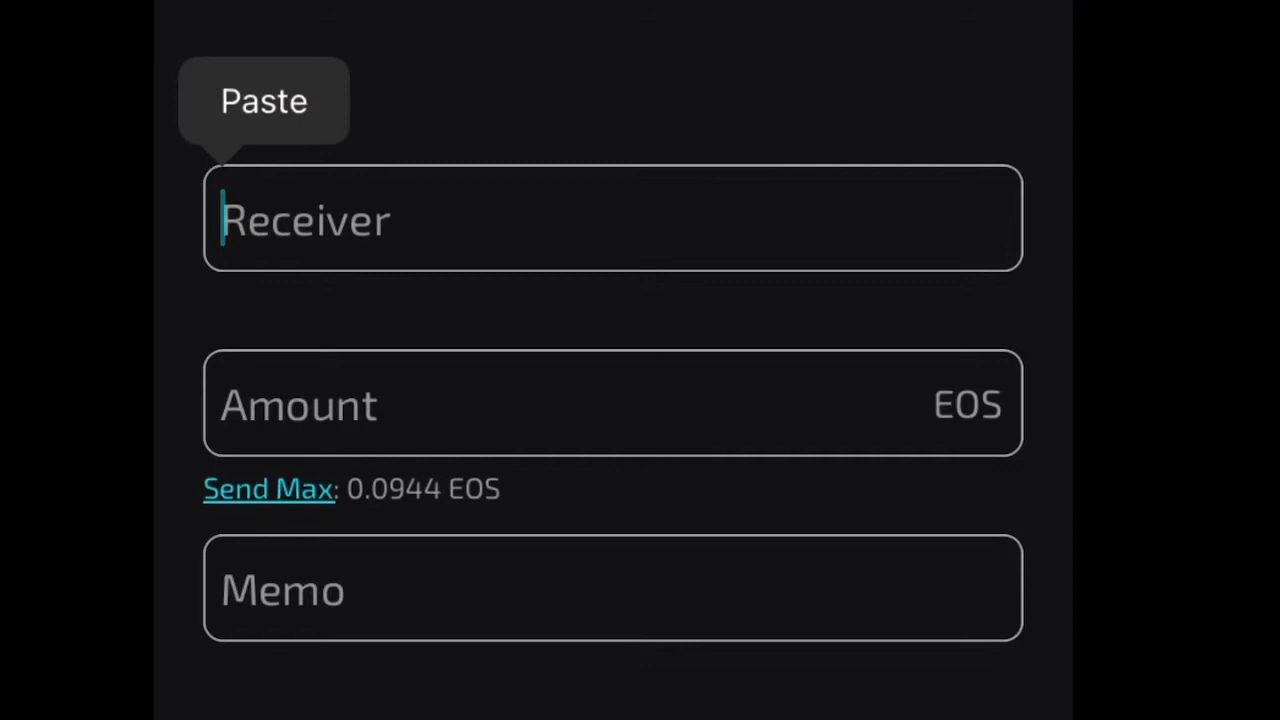 Paste
Receiver
Amount EOS
Send Max: 0.0944 EOS
Memo